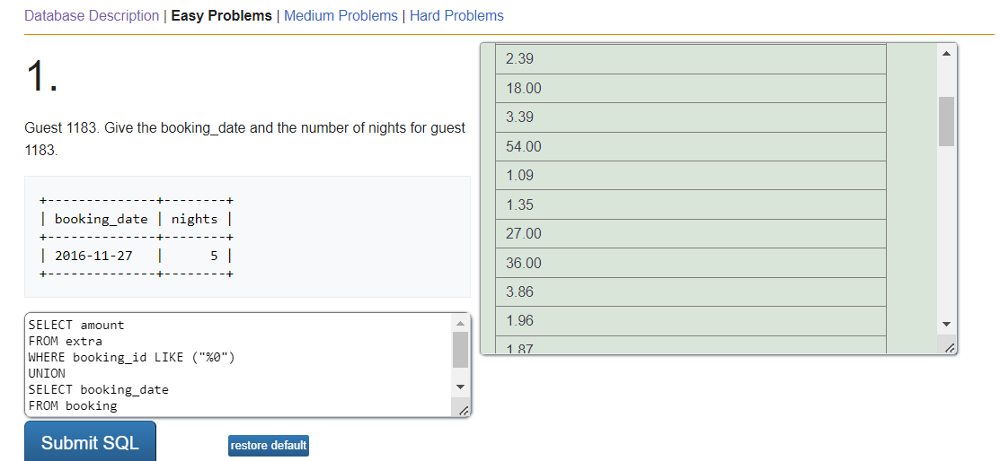 Database Description | Easy Problems | Medium Problems | Hard Problems
1.
Guest 1183. Give the booking_date and the number of nights for guest
1183.
+--------------+--------+
| booking_date | nights |
+--------------+--------+
| 2016-11-27   |      5 |
+--------------+--------+
SELECT amount
FROM extra
WHERE booking_id LIKE ("%0")
UNION
SELECT booking_date
FROM booking
Submit SQL
restore default
2.39
18.00
3.39
54.00
1.09
1.35
27.00
36.00
3.86
1.96
1.87